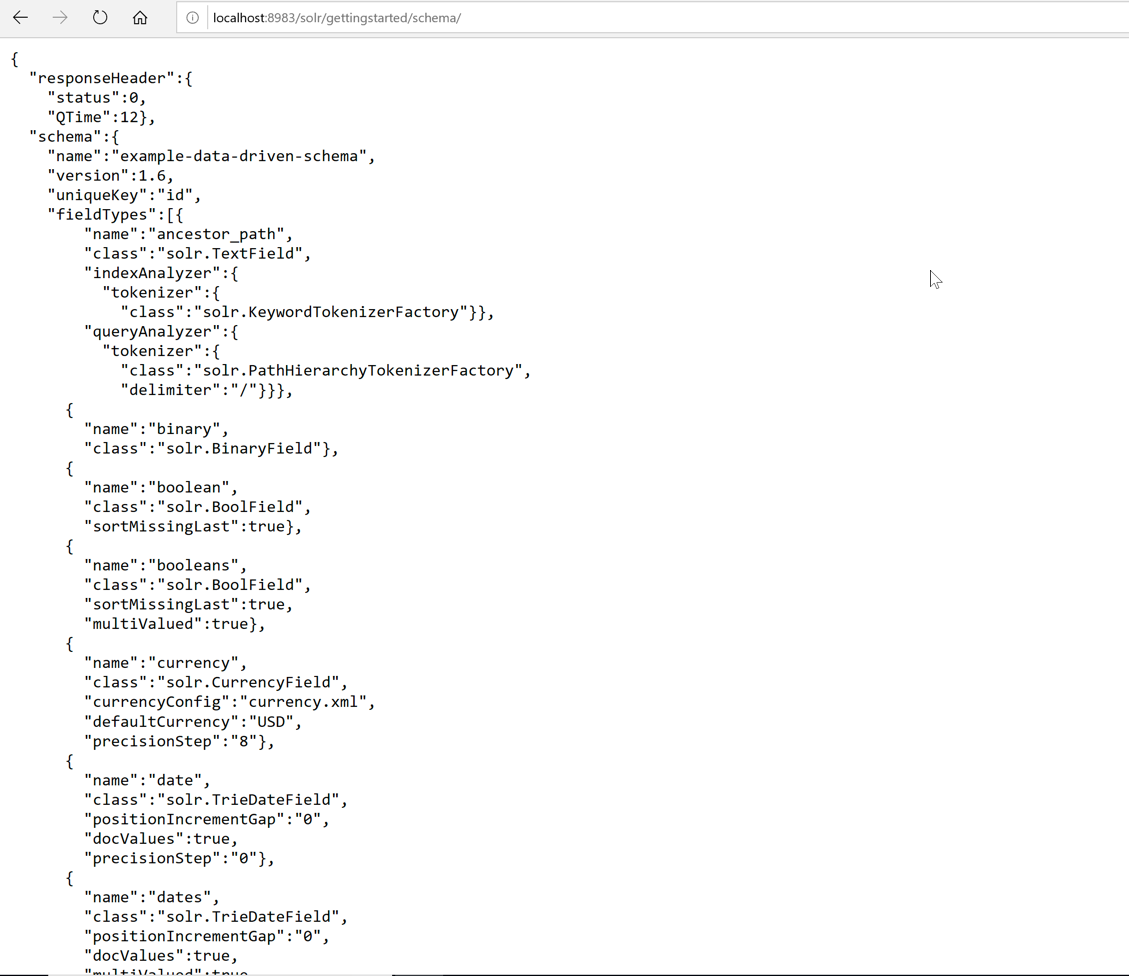 localhost:8983/solr/gettingstarted/schema/
{
"responseHeader":{
"status":0,
"QTime":12},
"schema":{
"name":"example-data-driven-schema",
"version":1.6,
"uniqueKey":"id",
"fieldTypes":[{
"name":"ancestor_path",
"class":"solr.TextField",
"indexAnalyzer":{
"tokenizer":{
"class":"solr.KeywordTokenizerFactory"}},
"queryAnalyzer":{
"tokenizer":{
"class":"solr.PathHierarchyTokenizerFactory",
"delimiter":"/"}}},
{
"name":"binary",
"class":"solr.BinaryField"},
{
"name":"boolean",
"class":"solr.BoolField",
"sortMissingLast":true},
{
"name":"booleans",
"class":"solr.BoolField",
"sortMissingLast":true,
"multiValued":true},
{
"name":"currency",
"class":"solr.CurrencyField",
"currencyConfig":"currency.xml",
"defaultCurrency":"USD",
"precisionStep":"8"},
{
"name":"date",
"class":"solr.TrieDateField",
"positionIncrementGap":"0",
"docValues":true,
"precisionStep":"0"},
{
"name":"dates",
"class":"solr.TrieDateField",
"positionIncrementGap":"0",
"docValues":true,
"multiValued":true